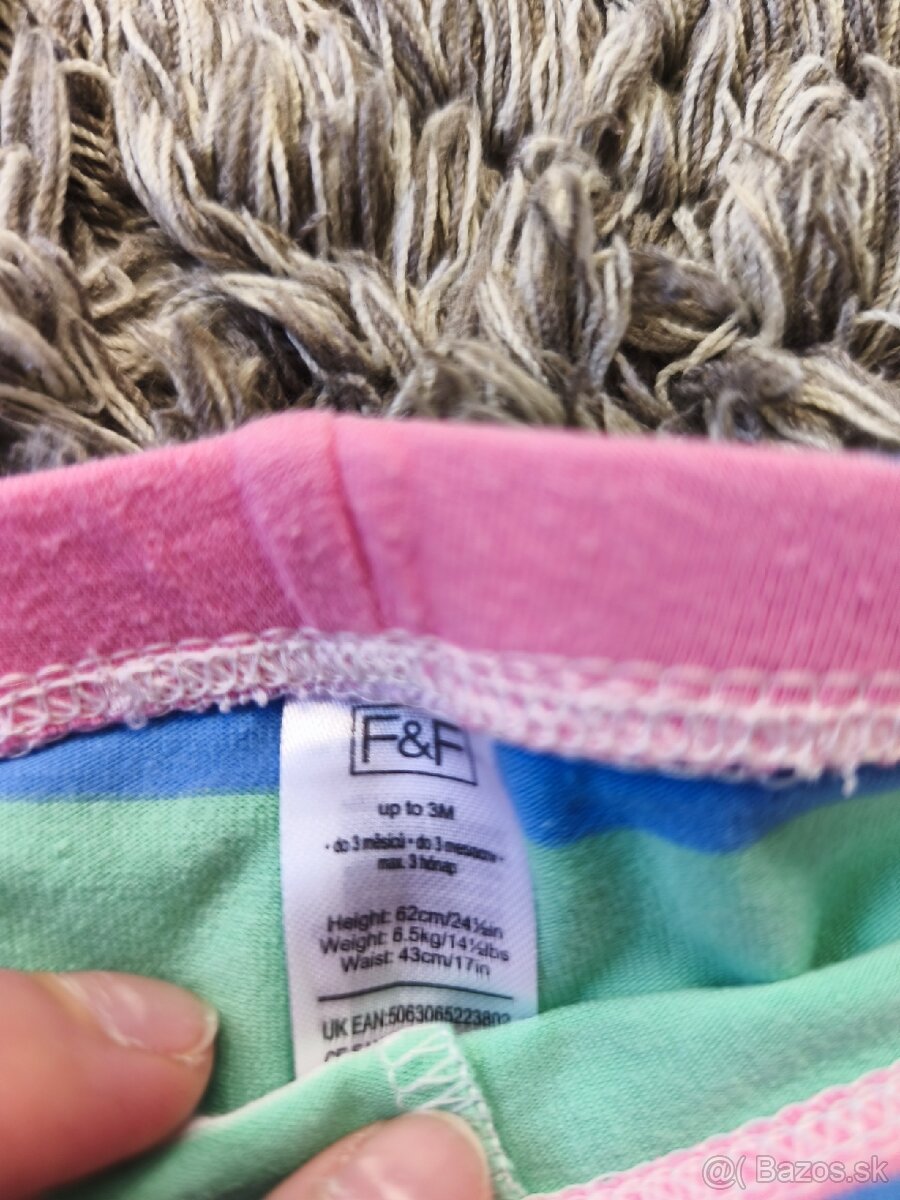 F&F
up to 3M
• do 3 měsíců • do 3 mesiacov •
max. 3 hónap
Height: 62cm/24½in
Weight: 6.5kg/14½lbs
Waist: 43cm/17in
UK EAN:5063065223802
@( Bazos.sk